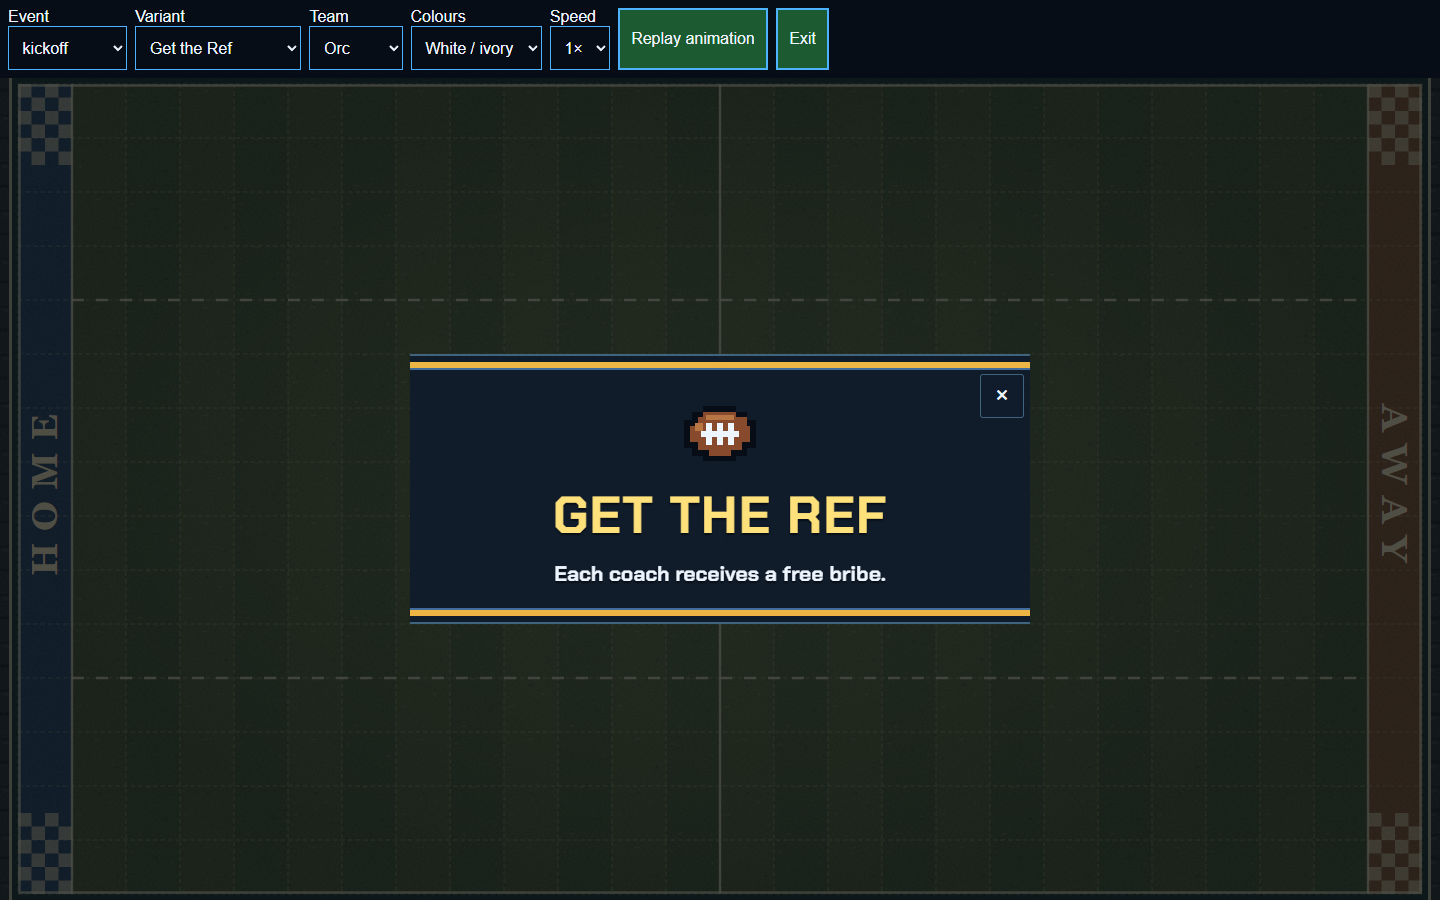 Event Variant Team Colours Speed
kickoff Get the Ref Orc White / ivory 1× Replay animation Exit
HOME
AWAY
×
GET THE REF
Each coach receives a free bribe.